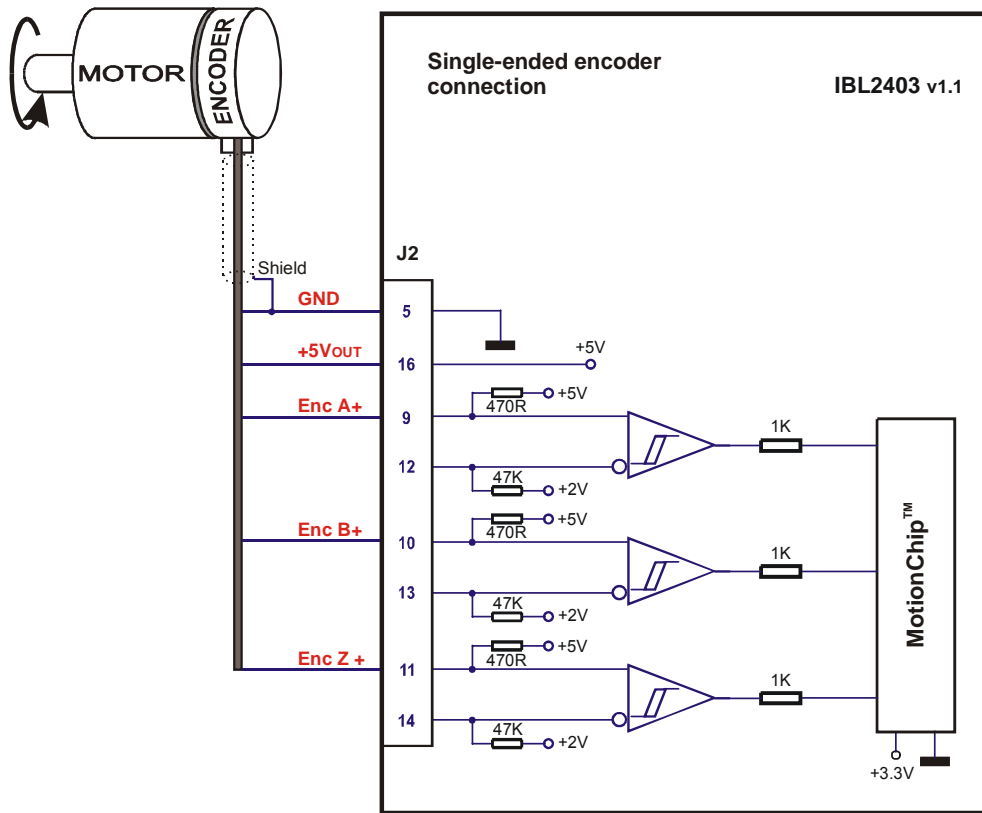 Single-ended encoder
connection
IBL2403 v1.1
MOTOR
ENCODER
J2
Shield
GND
5
+5VOUT
16
+5V
Enc A+
9
470R
+5V
12
47K
+2V
1K
Enc B+
10
470R
+5V
13
47K
+2V
1K
Enc Z +
11
470R
+5V
14
47K
+2V
1K
MotionChip™
+3.3V